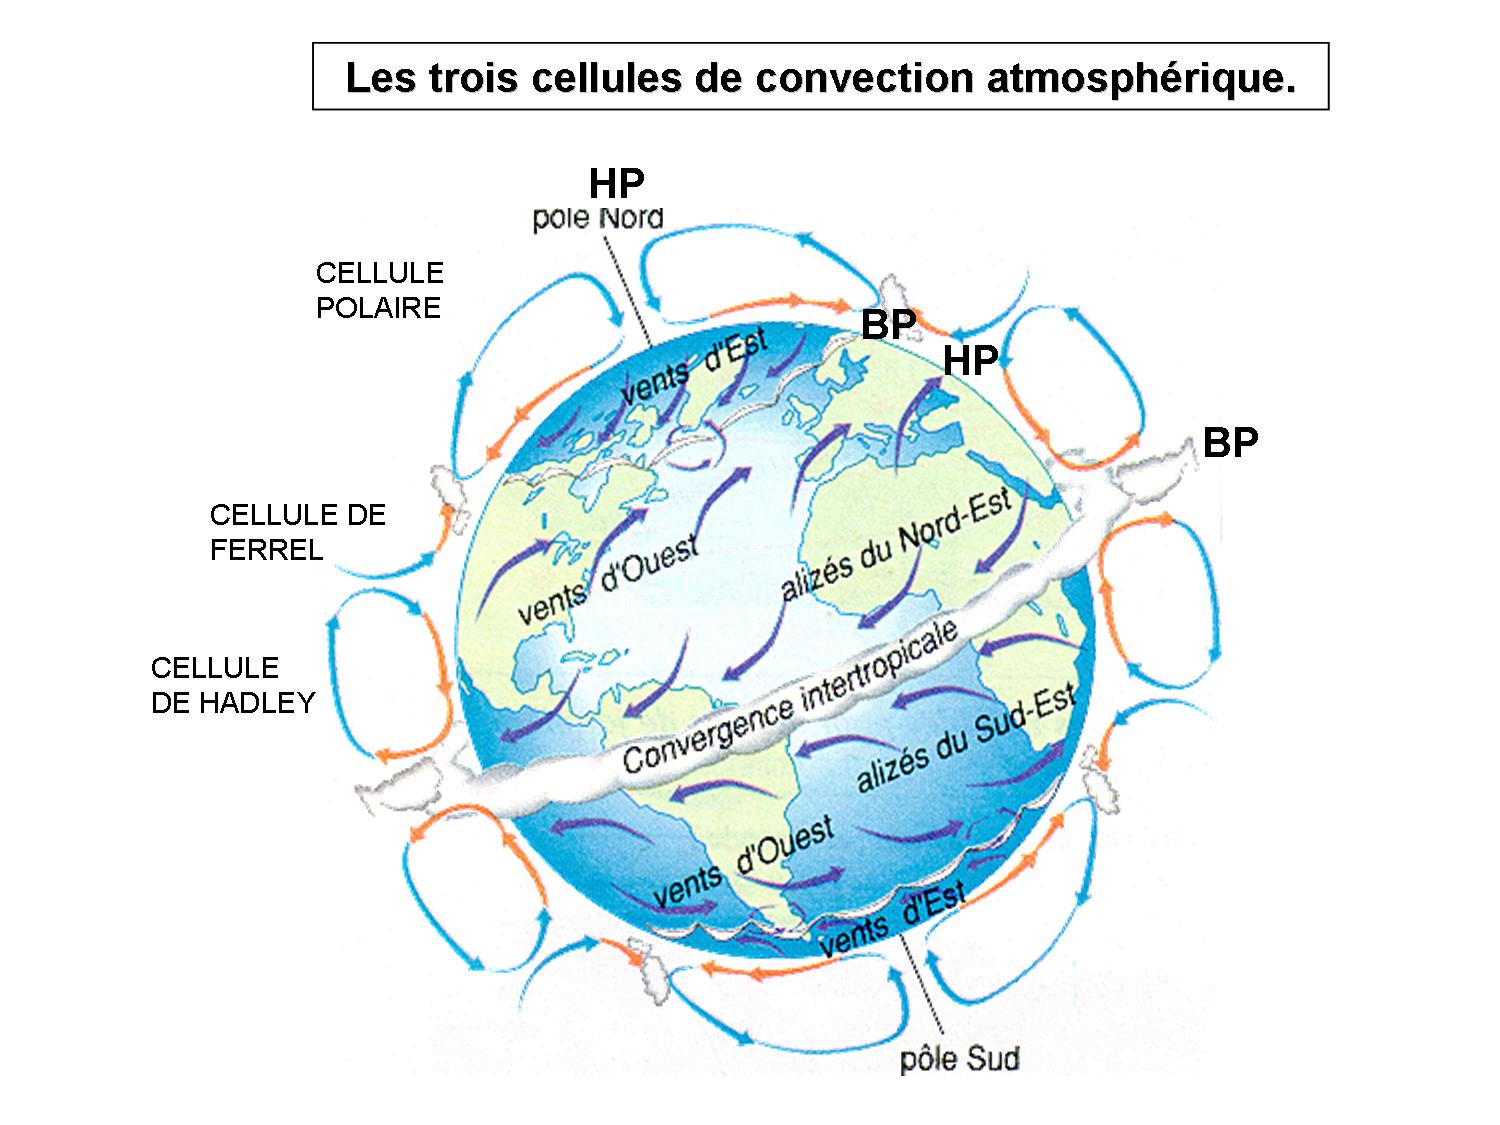 Les trois cellules de convection atmosphérique.
HP
pole Nord
CELLULE
POLAIRE
BP
HP
vents d'Est
BP
CELLULE DE
FERREL
vents d'Ouest
alizés du Nord-Est
CELLULE
DE HADLEY
Convergence intertropicale
alizés du Sud-Est
vents d'Ouest
vents d'Est
pôle Sud